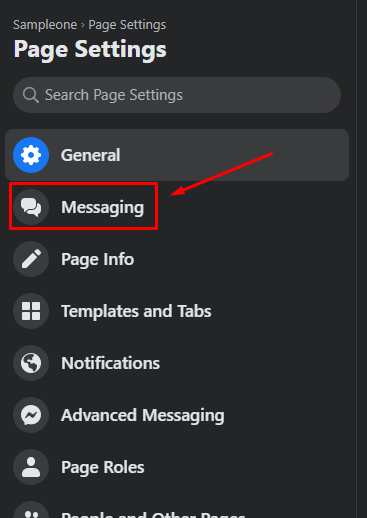 Sampleone › Page Settings
Page Settings
Search Page Settings
General
Messaging
Page Info
Templates and Tabs
Notifications
Advanced Messaging
Page Roles
People and Other Pages